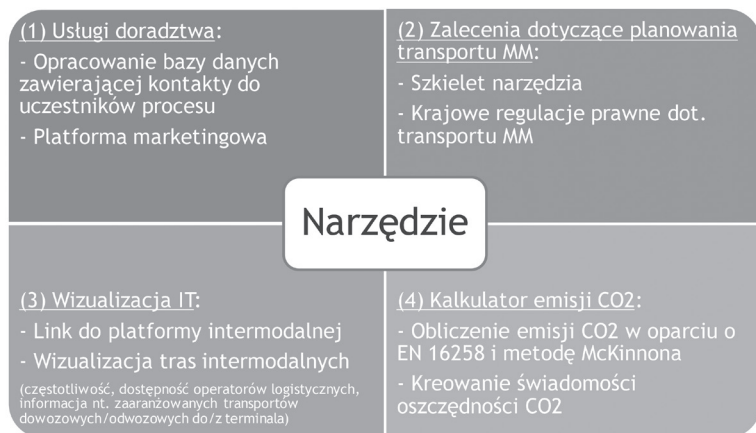 (1) Usługi doradztwa:
- Opracowanie bazy danych
zawierającej kontakty do
uczestników procesu
- Platforma marketingowa
(2) Zalecenia dotyczące planowania
transportu MM:
- Szkielet narzędzia
- Krajowe regulacje prawne dot.
transportu MM
Narzędzie
(3) Wizualizacja IT:
- Link do platformy intermodalnej
- Wizualizacja tras intermodalnych
(częstotliwość, dostępność operatorów logistycznych,
informacja nt. zaaranżowanych transportów
dowozowych/odwozowych do/z terminala)
(4) Kalkulator emisji CO2:
- Obliczenie emisji CO2 w oparciu o
EN 16258 i metodę McKinnona
- Kreowanie świadomości
oszczędności CO2